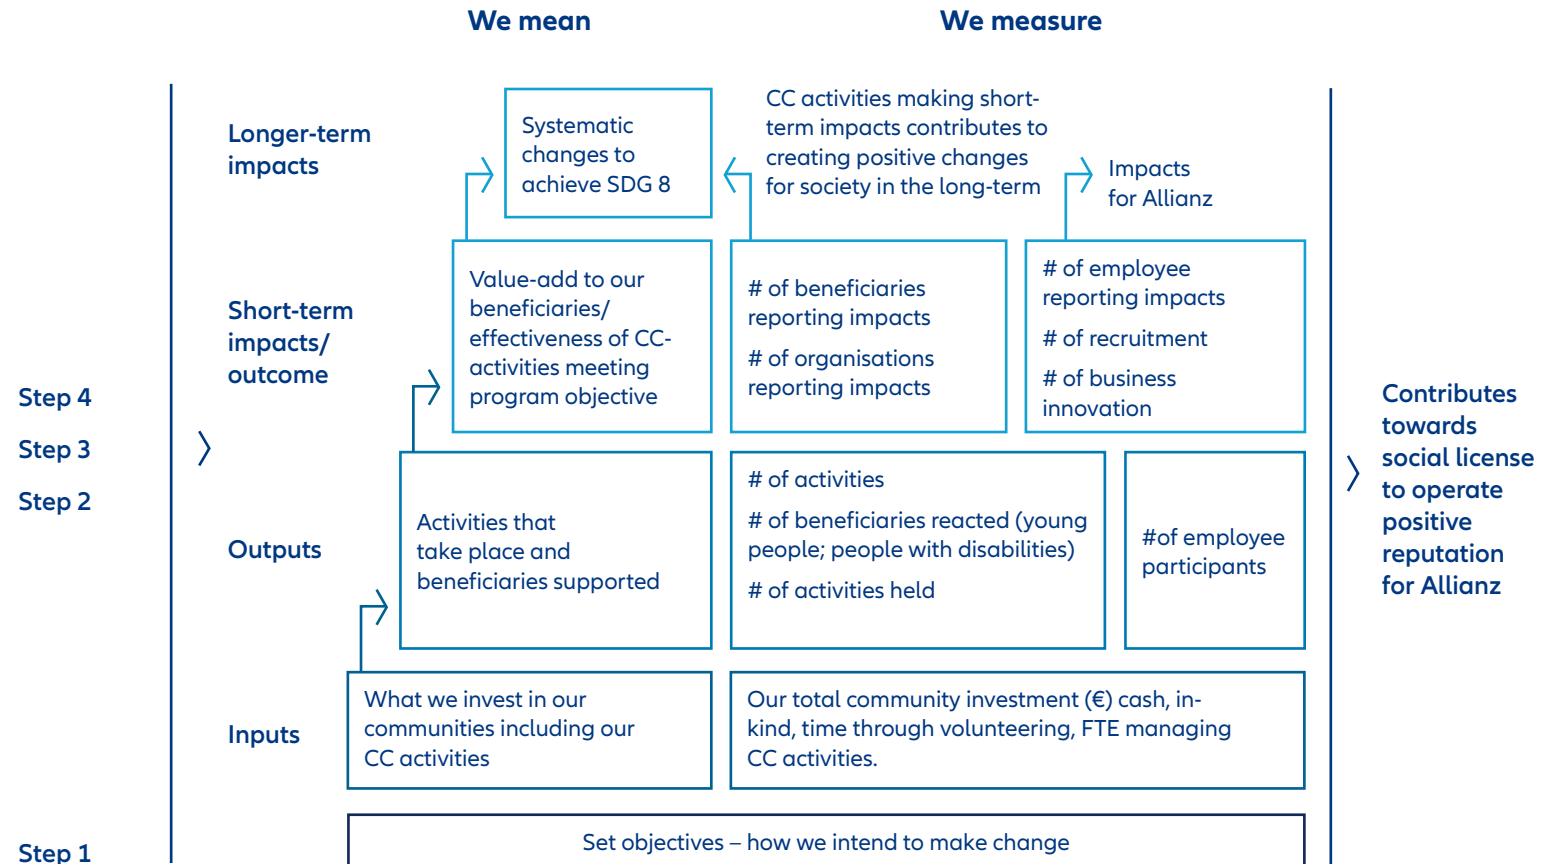 We mean
We measure
Longer-term
impacts
Systematic
changes to
achieve SDG 8
CC activities making short-
term impacts contributes to
creating positive changes
for society in the long-term
Impacts
for Allianz
Short-term
impacts/
outcome
Value-add to our
beneficiaries/
effectiveness of CC-
activities meeting
program objective
# of beneficiaries
reporting impacts
# of organisations
reporting impacts
# of employee
reporting impacts
# of recruitment
# of business
innovation
Step 4
Step 3
Step 2
Outputs
Activities that
take place and
beneficiaries supported
# of activities
# of beneficiaries reacted (young
people; people with disabilities)
# of activities held
#of employee
participants
Contributes
towards
social license
to operate
positive
reputation
for Allianz
Inputs
What we invest in our
communities including our
CC activities
Our total community investment (€) cash, in-
kind, time through volunteering, FTE managing
CC activities.
Step 1
Set objectives – how we intend to make change